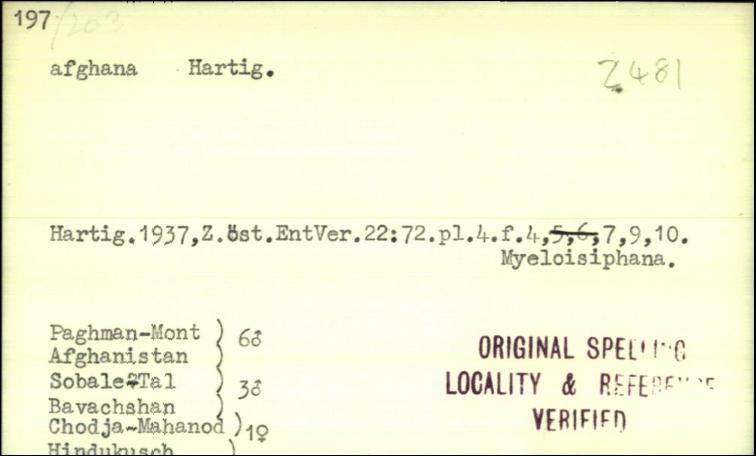 197/203
afghana Hartig.
Z481
Hartig.1937,Z.öst.EntVer.22:72.pl.4.f.4,5,6,7,9,10.
Myeloisiphana.
Paghman-Mont ) 6♂
Afghanistan )
Sobale-Tal ) 3♂
Bavachshan )
Chodja-Mahanod )1♀
Hindukusch )
ORIGINAL SPELLING
LOCALITY & REFERENCE
VERIFIED